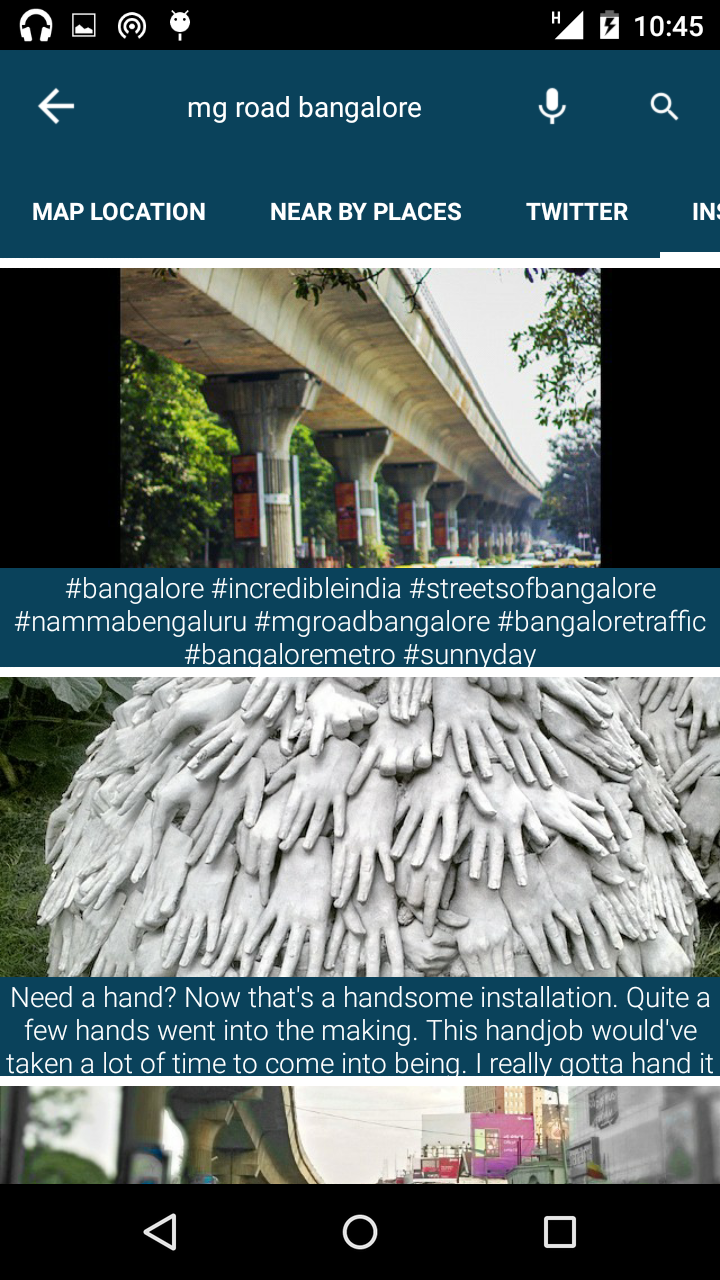 H 10:45
mg road bangalore
MAP LOCATION NEAR BY PLACES TWITTER INS
#bangalore #incredibleindia #streetsofbangalore
#nammabengaluru #mgroadbangalore #bangaloretraffic
#bangaloremetro #sunnyday
Need a hand? Now that's a handsome installation. Quite a
few hands went into the making. This handjob would've
taken a lot of time to come into being. I really gotta hand it